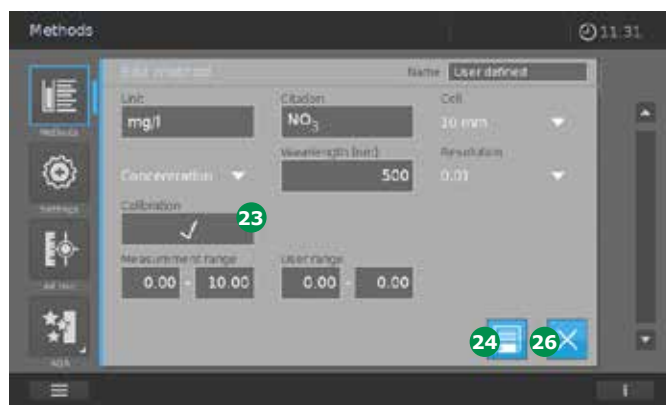 Methods
11:31
Edit method
Name User defined
Unit
Citation
Cell
mg/l
NO3
10 mm
Methods
Wavelength (nm)
Resolution
Concentration
500
0.01
Settings
Calibration
23
Measurement range
User range
0.00 - 10.00
0.00 - 0.00
24
26
AQA
i